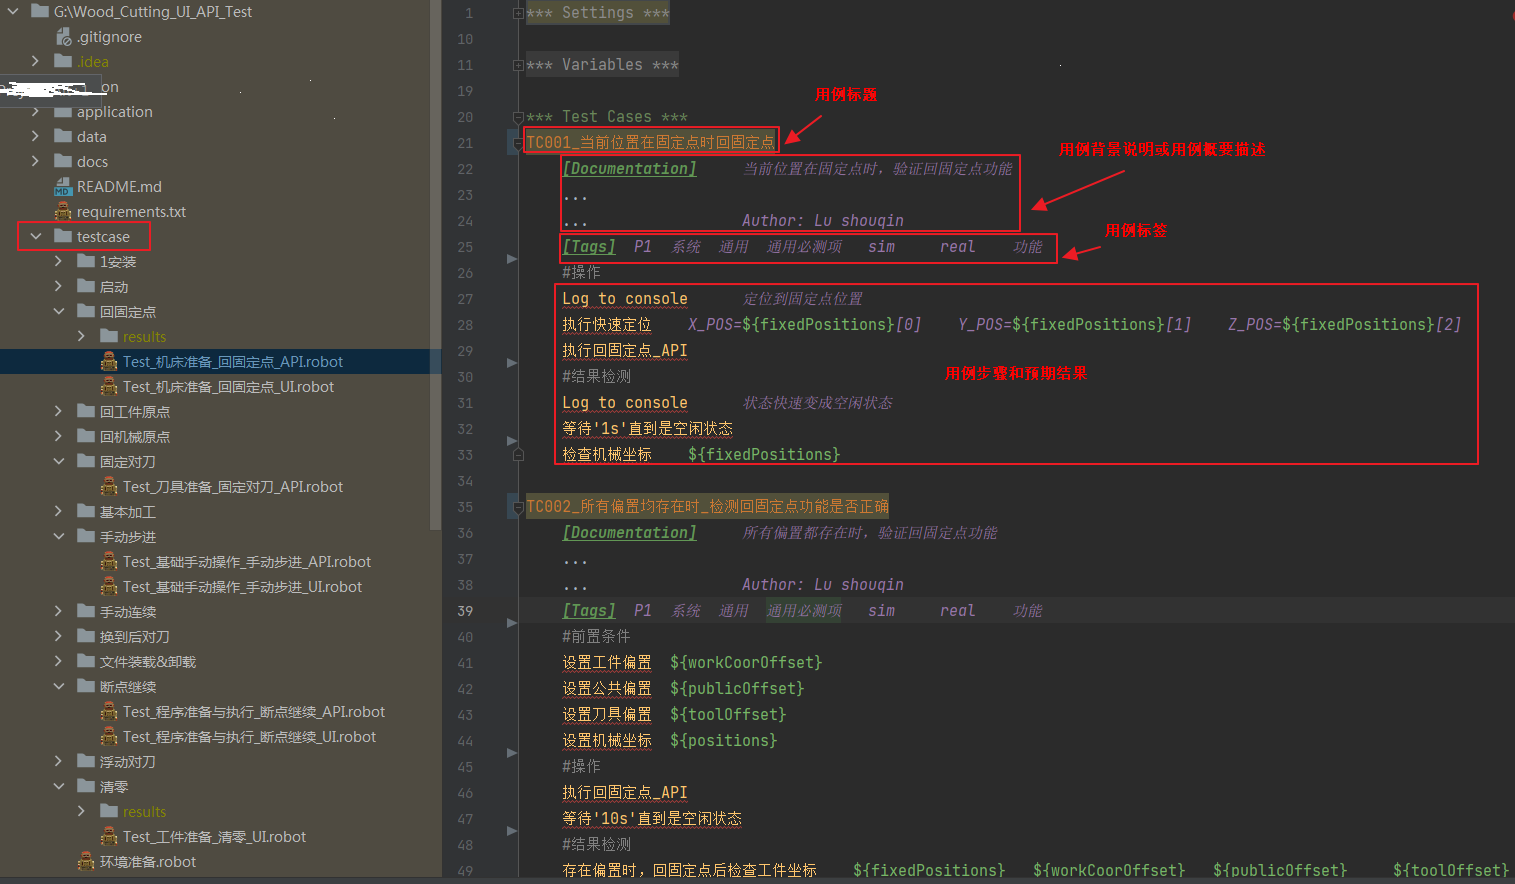 G:\Wood_Cutting_UI_API_Test
.gitignore
.idea
on
application
data
docs
README.md
requirements.txt
testcase
1安装
启动
回固定点
results
Test_机床准备_回固定点_API.robot
Test_机床准备_回固定点_UI.robot
回工件原点
回机械原点
固定对刀
Test_刀具准备_固定对刀_API.robot
基本加工
手动步进
Test_基础手动操作_手动步进_API.robot
Test_基础手动操作_手动步进_UI.robot
手动连续
换到后对刀
文件装载&卸载
断点继续
Test_程序准备与执行_断点继续_API.robot
Test_程序准备与执行_断点继续_UI.robot
浮动对刀
清零
results
Test_工件准备_清零_UI.robot
环境准备.robot
1 *** Settings ***
10
11 *** Variables ***
19
用例标题
20 *** Test Cases ***
21 TC001_当前位置在固定点时回固定点
用例背景说明或用例概要描述
22 [Documentation] 当前位置在固定点时，验证回固定点功能
23 ...
24 ... Author: Lu shouqin
用例标签
25 [Tags] P1 系统 通用 通用必测项 sim real 功能
26 #操作
27 Log to console 定位到固定点位置
28 执行快速定位 X_POS=${fixedPositions}[0] Y_POS=${fixedPositions}[1] Z_POS=${fixedPositions}[2]
29 执行回固定点_API
30 #结果检测
用例步骤和预期结果
31 Log to console 状态快速变成空闲状态
32 等待'1s'直到是空闲状态
33 检查机械坐标 ${fixedPositions}
34
35 TC002_所有偏置均存在时_检测回固定点功能是否正确
36 [Documentation] 所有偏置都存在时，验证回固定点功能
37 ...
38 ... Author: Lu shouqin
39 [Tags] P1 系统 通用 通用必测项 sim real 功能
40 #前置条件
41 设置工件偏置 ${workCoorOffset}
42 设置公共偏置 ${publicOffset}
43 设置刀具偏置 ${toolOffset}
44 设置机械坐标 ${positions}
45 #操作
46 执行回固定点_API
47 等待'10s'直到是空闲状态
48 #结果检测
49 存在偏置时，回固定点后检查工件坐标 ${fixedPositions} ${workCoorOffset} ${publicOffset} ${toolOffset}